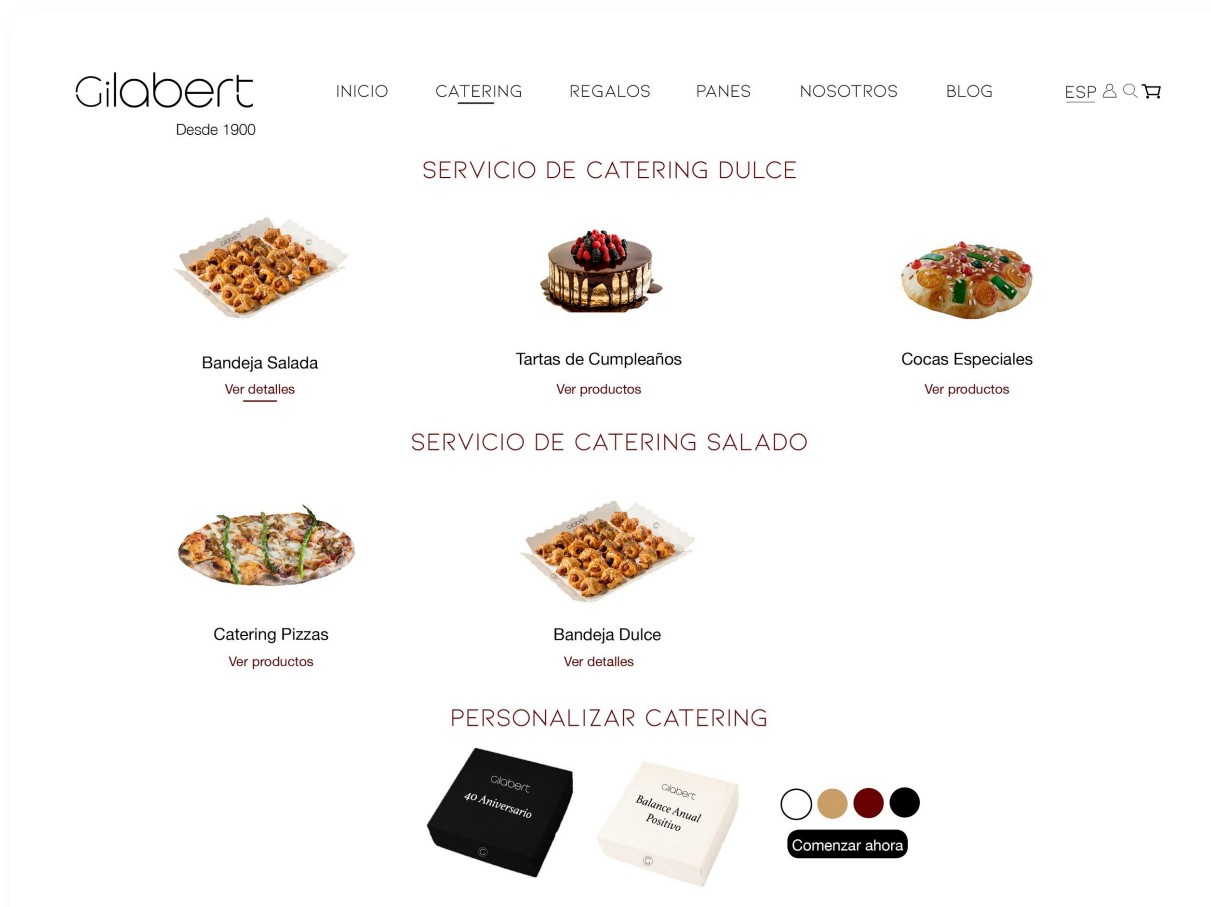 Gilabert
Desde 1900
INICIO CATERING REGALOS PANES NOSOTROS BLOG ESP
SERVICIO DE CATERING DULCE
Gilabert
G
Bandeja Salada
Ver detalles
Tartas de Cumpleaños
Ver productos
Cocas Especiales
Ver productos
SERVICIO DE CATERING SALADO
Gilabert
G
Catering Pizzas
Ver productos
Bandeja Dulce
Ver detalles
PERSONALIZAR CATERING
Gilabert
40 Aniversario
G
Gilabert
Balance Anual
Positivo
G
Comenzar ahora